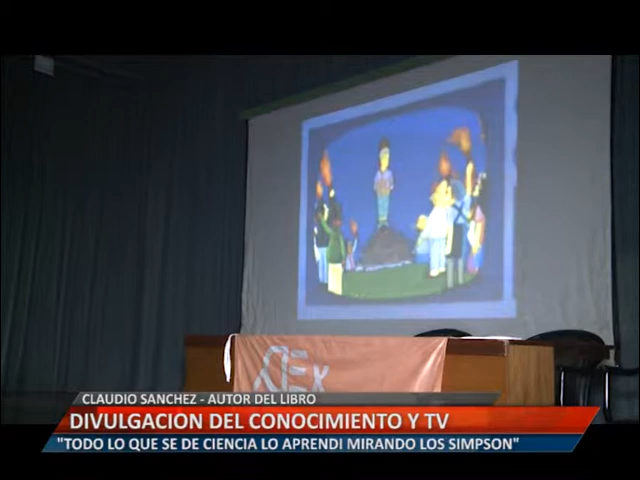 CEx
CLAUDIO SANCHEZ - AUTOR DEL LIBRO
DIVULGACION DEL CONOCIMIENTO Y TV
"TODO LO QUE SE DE CIENCIA LO APRENDI MIRANDO LOS SIMPSON"